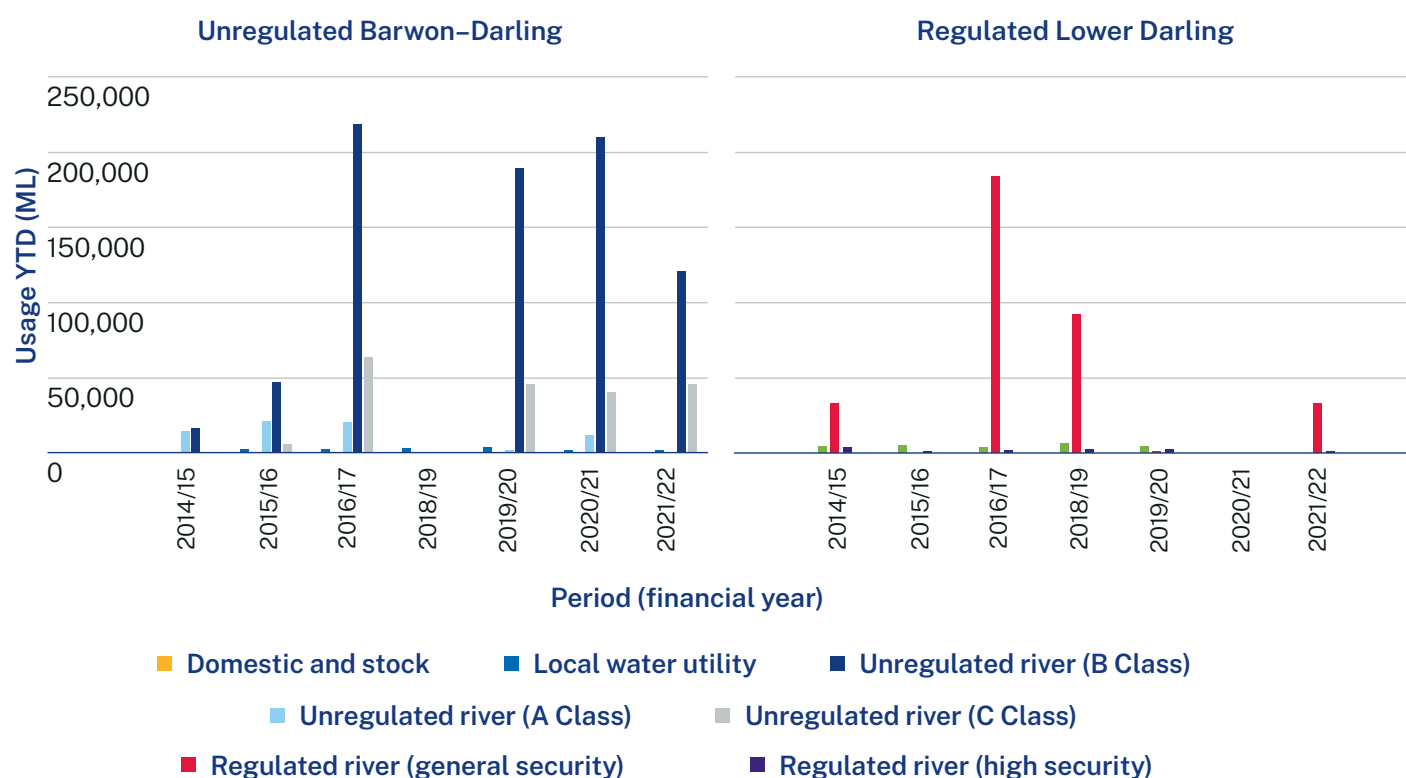 Unregulated Barwon–Darling
Regulated Lower Darling
Usage YTD (ML)
250,000
200,000
150,000
100,000
50,000
0
2014/15 2015/16 2016/17 2018/19 2019/20 2020/21 2021/22
2014/15 2015/16 2016/17 2018/19 2019/20 2020/21 2021/22
Period (financial year)
Domestic and stock Local water utility Unregulated river (B Class)
Unregulated river (A Class) Unregulated river (C Class)
Regulated river (general security) Regulated river (high security)